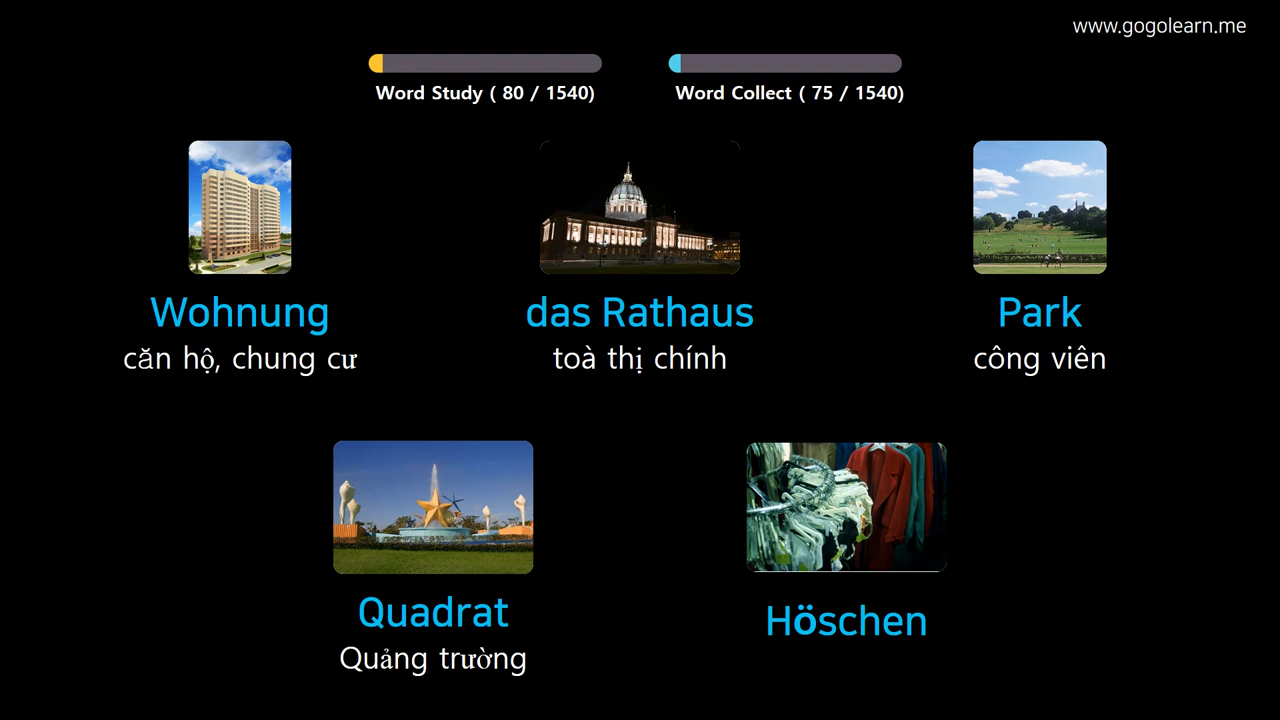 www.gogolearn.me
Word Study ( 80 / 1540)
Word Collect ( 75 / 1540)
Wohnung
căn hộ, chung cư
das Rathaus
toà thị chính
Park
công viên
Quadrat
Quảng trường
Höschen